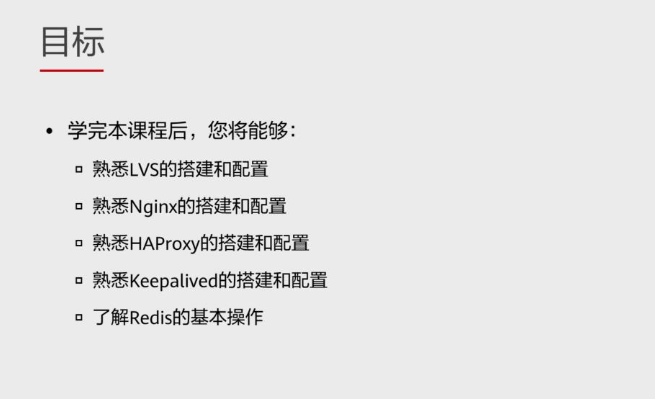 目标
• 学完本课程后，您将能够：
▫ 熟悉LVS的搭建和配置
▫ 熟悉Nginx的搭建和配置
▫ 熟悉HAProxy的搭建和配置
▫ 熟悉Keepalived的搭建和配置
▫ 了解Redis的基本操作